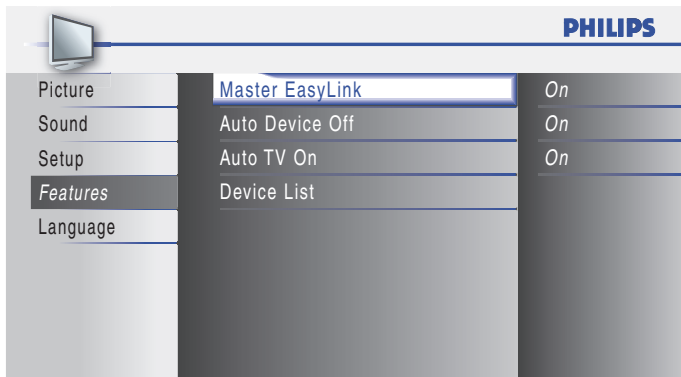 PHILIPS
Picture
Master EasyLink
On
Sound
Auto Device Off
On
Setup
Auto TV On
On
Features
Device List
Language